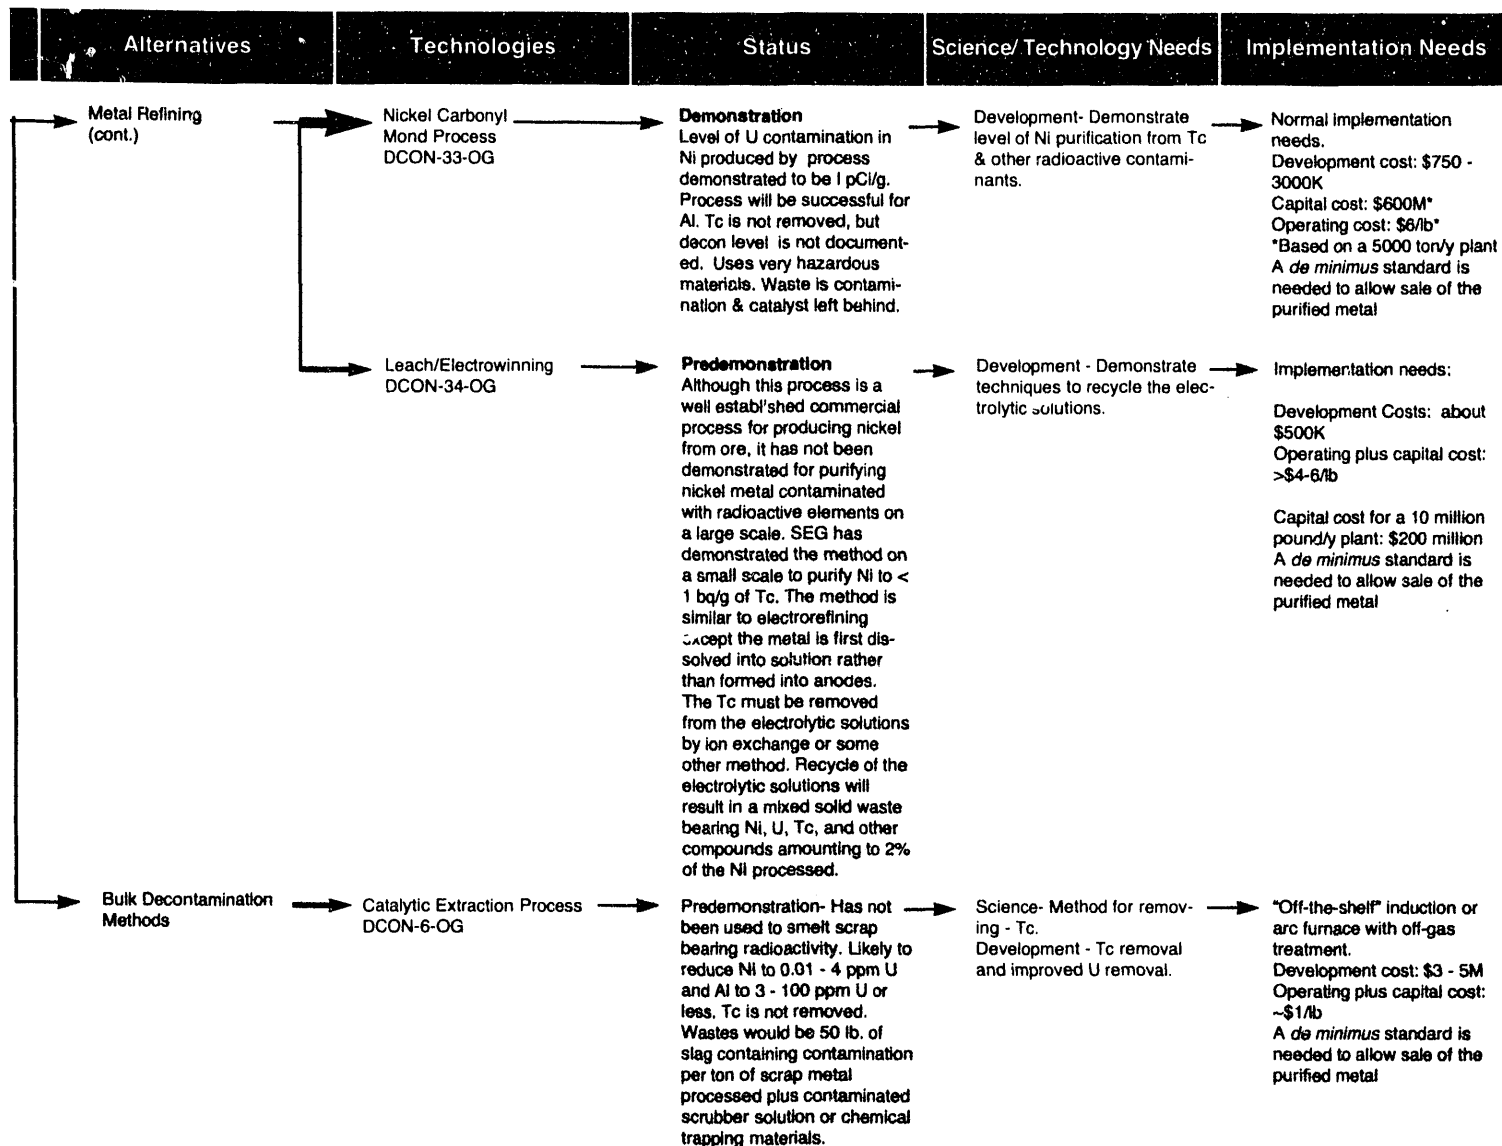 Alternatives
Technologies
Status
Science/ Technology Needs
Implementation Needs
Metal Refining
(cont.)
Nickel Carbonyl
Mond Process
DCON-33-OG
Demonstration
Level of U contamination in
Ni produced by process
demonstrated to be l pCi/g.
Process will be successful for
Al. Tc is not removed, but
decon level is not document-
ed. Uses very hazardous
materials. Waste is contami-
nation & catalyst left behind.
Development- Demonstrate
level of Ni purification from Tc
& other radioactive contami-
nants.
Normal implementation
needs.
Development cost: $750 -
3000K
Capital cost: $600M*
Operating cost: $6/lb*
*Based on a 5000 ton/y plant
A de minimus standard is
needed to allow sale of the
purified metal
Leach/Electrowinning
DCON-34-OG
Predemonstration
Although this process is a
well established commercial
process for producing nickel
from ore, it has not been
demonstrated for purifying
nickel metal contaminated
with radioactive elements on
a large scale. SEG has
demonstrated the method on
a small scale to purify Ni to <
1 bq/g of Tc. The method is
similar to electrorefining
except the metal is first dis-
solved into solution rather
than formed into anodes.
The Tc must be removed
from the electrolytic solutions
by ion exchange or some
other method. Recycle of the
electrolytic solutions will
result in a mixed solid waste
bearing Ni, U, Tc, and other
compounds amounting to 2%
of the Ni processed.
Development - Demonstrate
techniques to recycle the elec-
trolytic solutions.
Implementation needs:
Development Costs: about
$500K
Operating plus capital cost:
>$4-6/lb
Capital cost for a 10 million
pound/y plant: $200 million
A de minimus standard is
needed to allow sale of the
purified metal
Bulk Decontamination
Methods
Catalytic Extraction Process
DCON-6-OG
Predemonstration- Has not
been used to smelt scrap
bearing radioactivity. Likely to
reduce Ni to 0.01 - 4 ppm U
and Al to 3 - 100 ppm U or
less. Tc is not removed.
Wastes would be 50 lb. of
slag containing contamination
per ton of scrap metal
processed plus contaminated
scrubber solution or chemical
trapping materials.
Science- Method for remov-
ing - Tc.
Development - Tc removal
and improved U removal.
"Off-the-shelf" induction or
arc furnace with off-gas
treatment.
Development cost: $3 - 5M
Operating plus capital cost:
~$1/lb
A de minimus standard is
needed to allow sale of the
purified metal